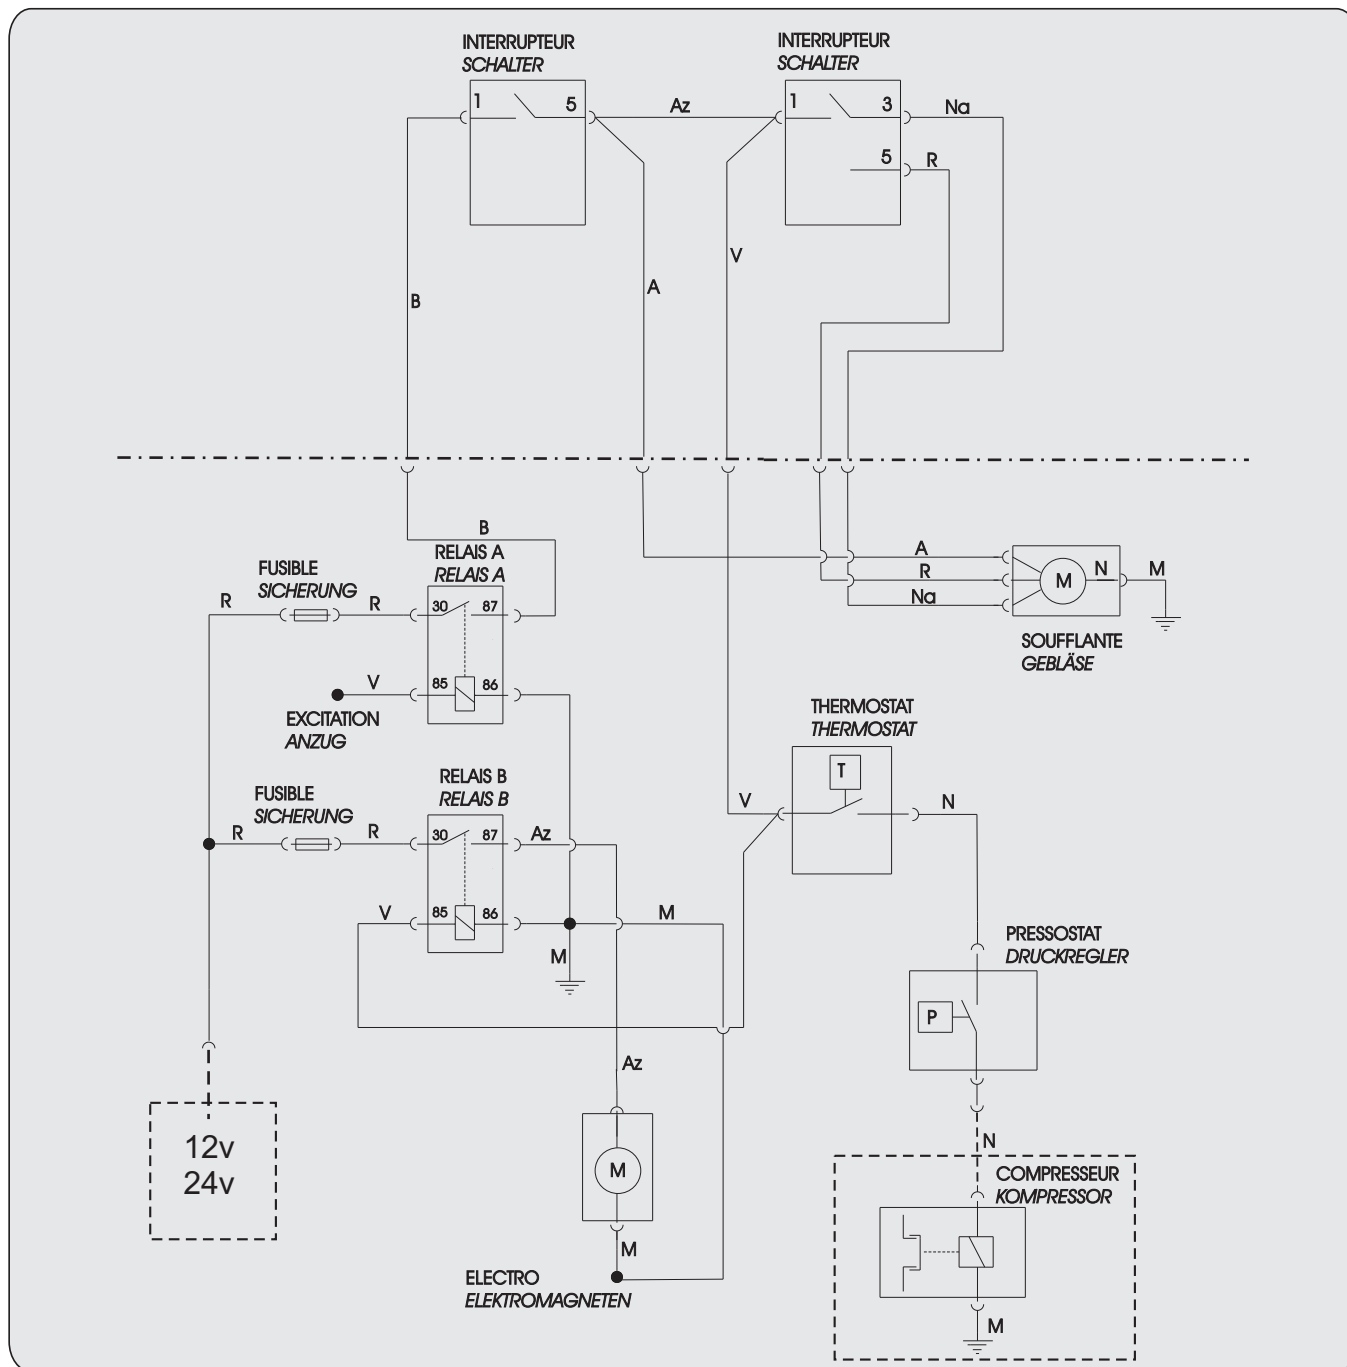 INTERRUPTEUR
SCHALTER
1
5
Az
INTERRUPTEUR
SCHALTER
1
3
Na
5
R
B
A
V
B
RELAIS A
RELAIS A
FUSIBLE
SICHERUNG
R
R
30
87
V
85
86
EXCITATION
ANZUG
A
R
Na
M
N
M
SOUFFLANTE
GEBLÄSE
THERMOSTAT
THERMOSTAT
T
V
N
RELAIS B
RELAIS B
FUSIBLE
SICHERUNG
R
R
30
87
Az
V
85
86
M
M
PRESSOSTAT
DRUCKREGLER
P
Az
M
M
ELECTRO
ELEKTROMAGNETEN
12v
24v
N
COMPRESSEUR
KOMPRESSOR
M